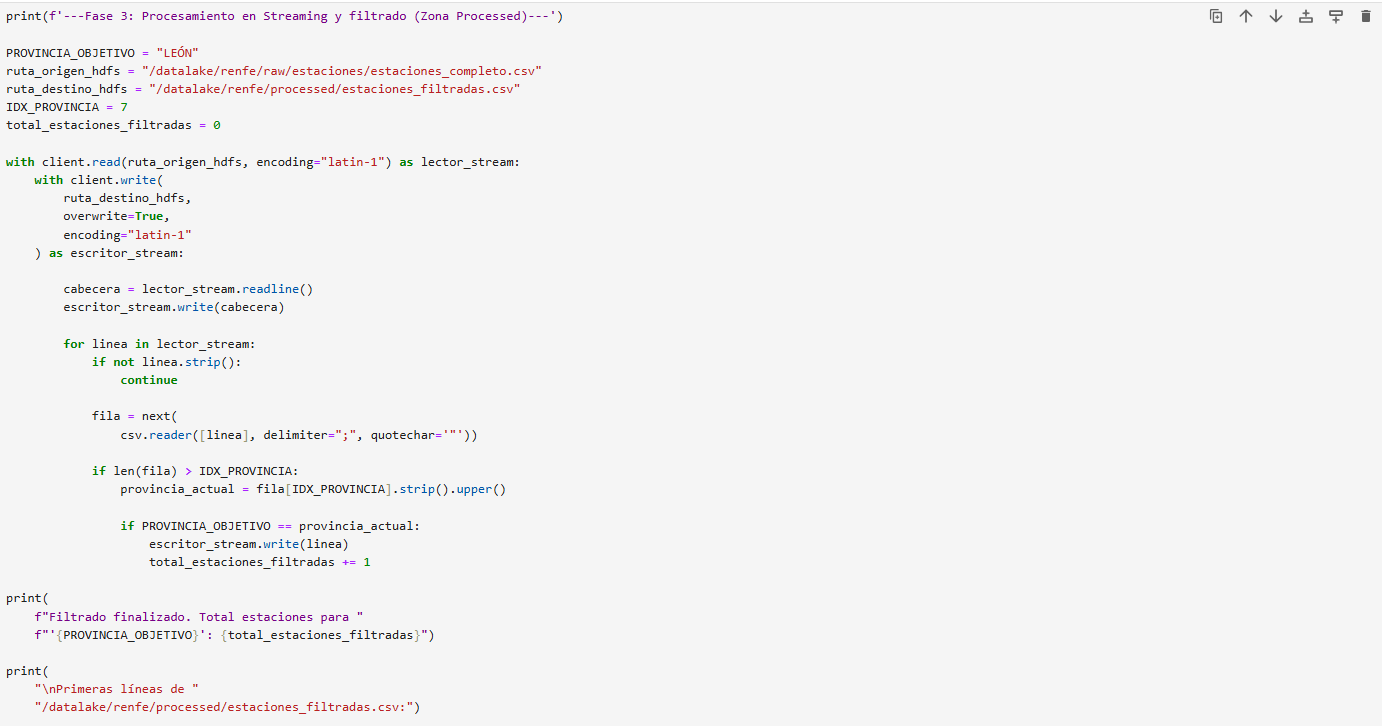 print(f'---Fase 3: Procesamiento en Streaming y filtrado (Zona Processed)---')

PROVINCIA_OBJETIVO = "LEÓN"
ruta_origen_hdfs = "/datalake/renfe/raw/estaciones/estaciones_completo.csv"
ruta_destino_hdfs = "/datalake/renfe/processed/estaciones_filtradas.csv"
IDX_PROVINCIA = 7
total_estaciones_filtradas = 0

with client.read(ruta_origen_hdfs, encoding="latin-1") as lector_stream:
    with client.write(
        ruta_destino_hdfs,
        overwrite=True,
        encoding="latin-1"
    ) as escritor_stream:

        cabecera = lector_stream.readline()
        escritor_stream.write(cabecera)

        for linea in lector_stream:
            if not linea.strip():
                continue

            fila = next(
                csv.reader([linea], delimiter=";", quotechar='"'))

            if len(fila) > IDX_PROVINCIA:
                provincia_actual = fila[IDX_PROVINCIA].strip().upper()

                if PROVINCIA_OBJETIVO == provincia_actual:
                    escritor_stream.write(linea)
                    total_estaciones_filtradas += 1

print(
    f"Filtrado finalizado. Total estaciones para "
    f"'{PROVINCIA_OBJETIVO}': {total_estaciones_filtradas}")

print(
    "\nPrimeras líneas de "
    "/datalake/renfe/processed/estaciones_filtradas.csv:")